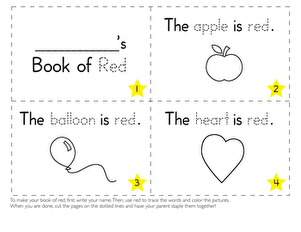 __________'s
Book of Red
1
The apple is red.
2
The balloon is red.
3
The heart is red.
4
To make your book of red, first write your name. Then, use red to trace the words and color the pictures.
When you are done, cut the pages on the dotted lines and have your parent staple them together!